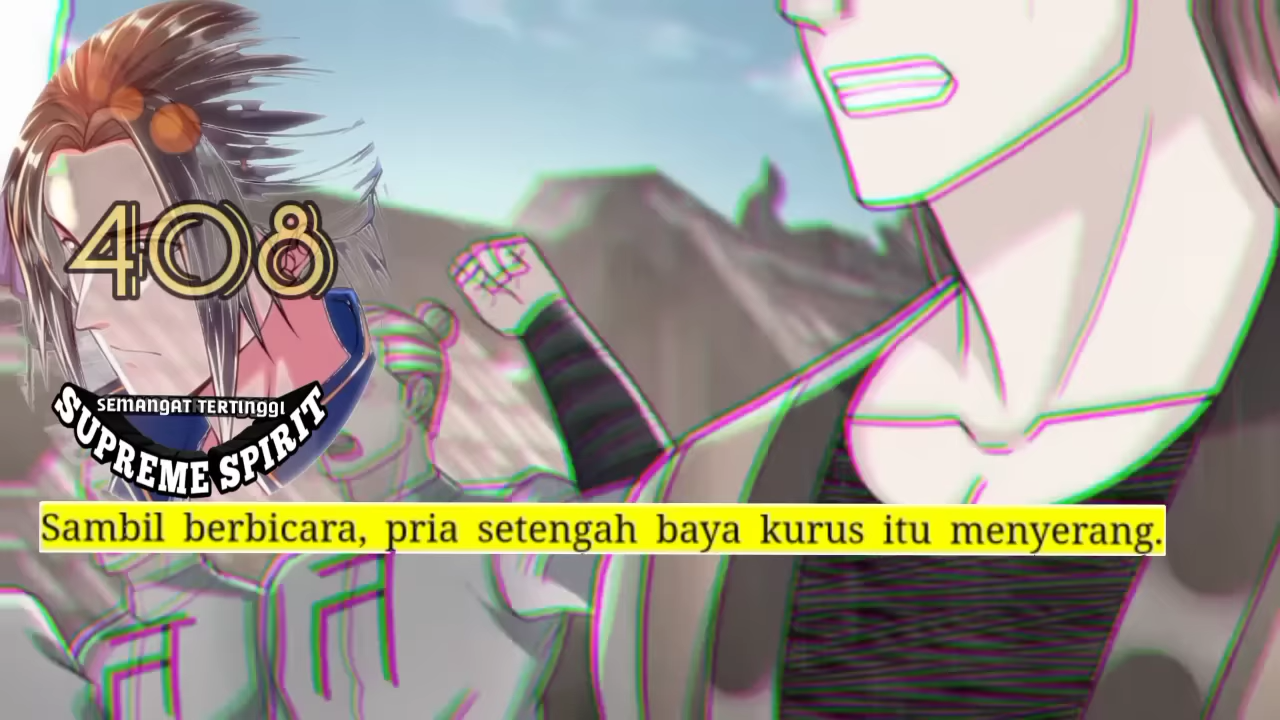 408
SEMANGAT TERTINGGI
SUPREME SPIRIT
Sambil berbicara, pria setengah baya kurus itu menyerang.